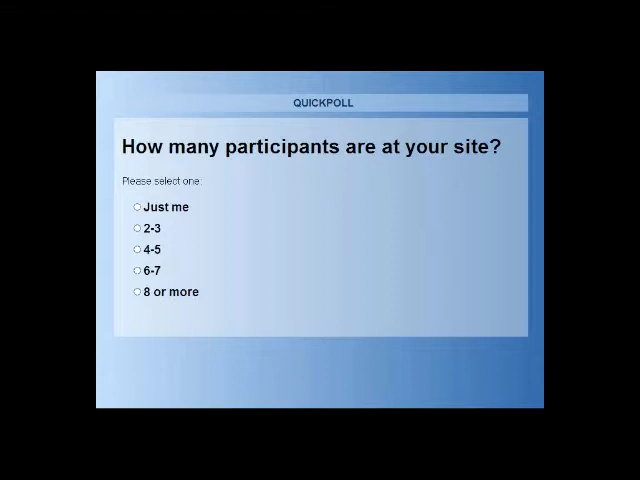 QUICKPOLL
How many participants are at your site?
Please select one:
Just me
2-3
4-5
6-7
8 or more